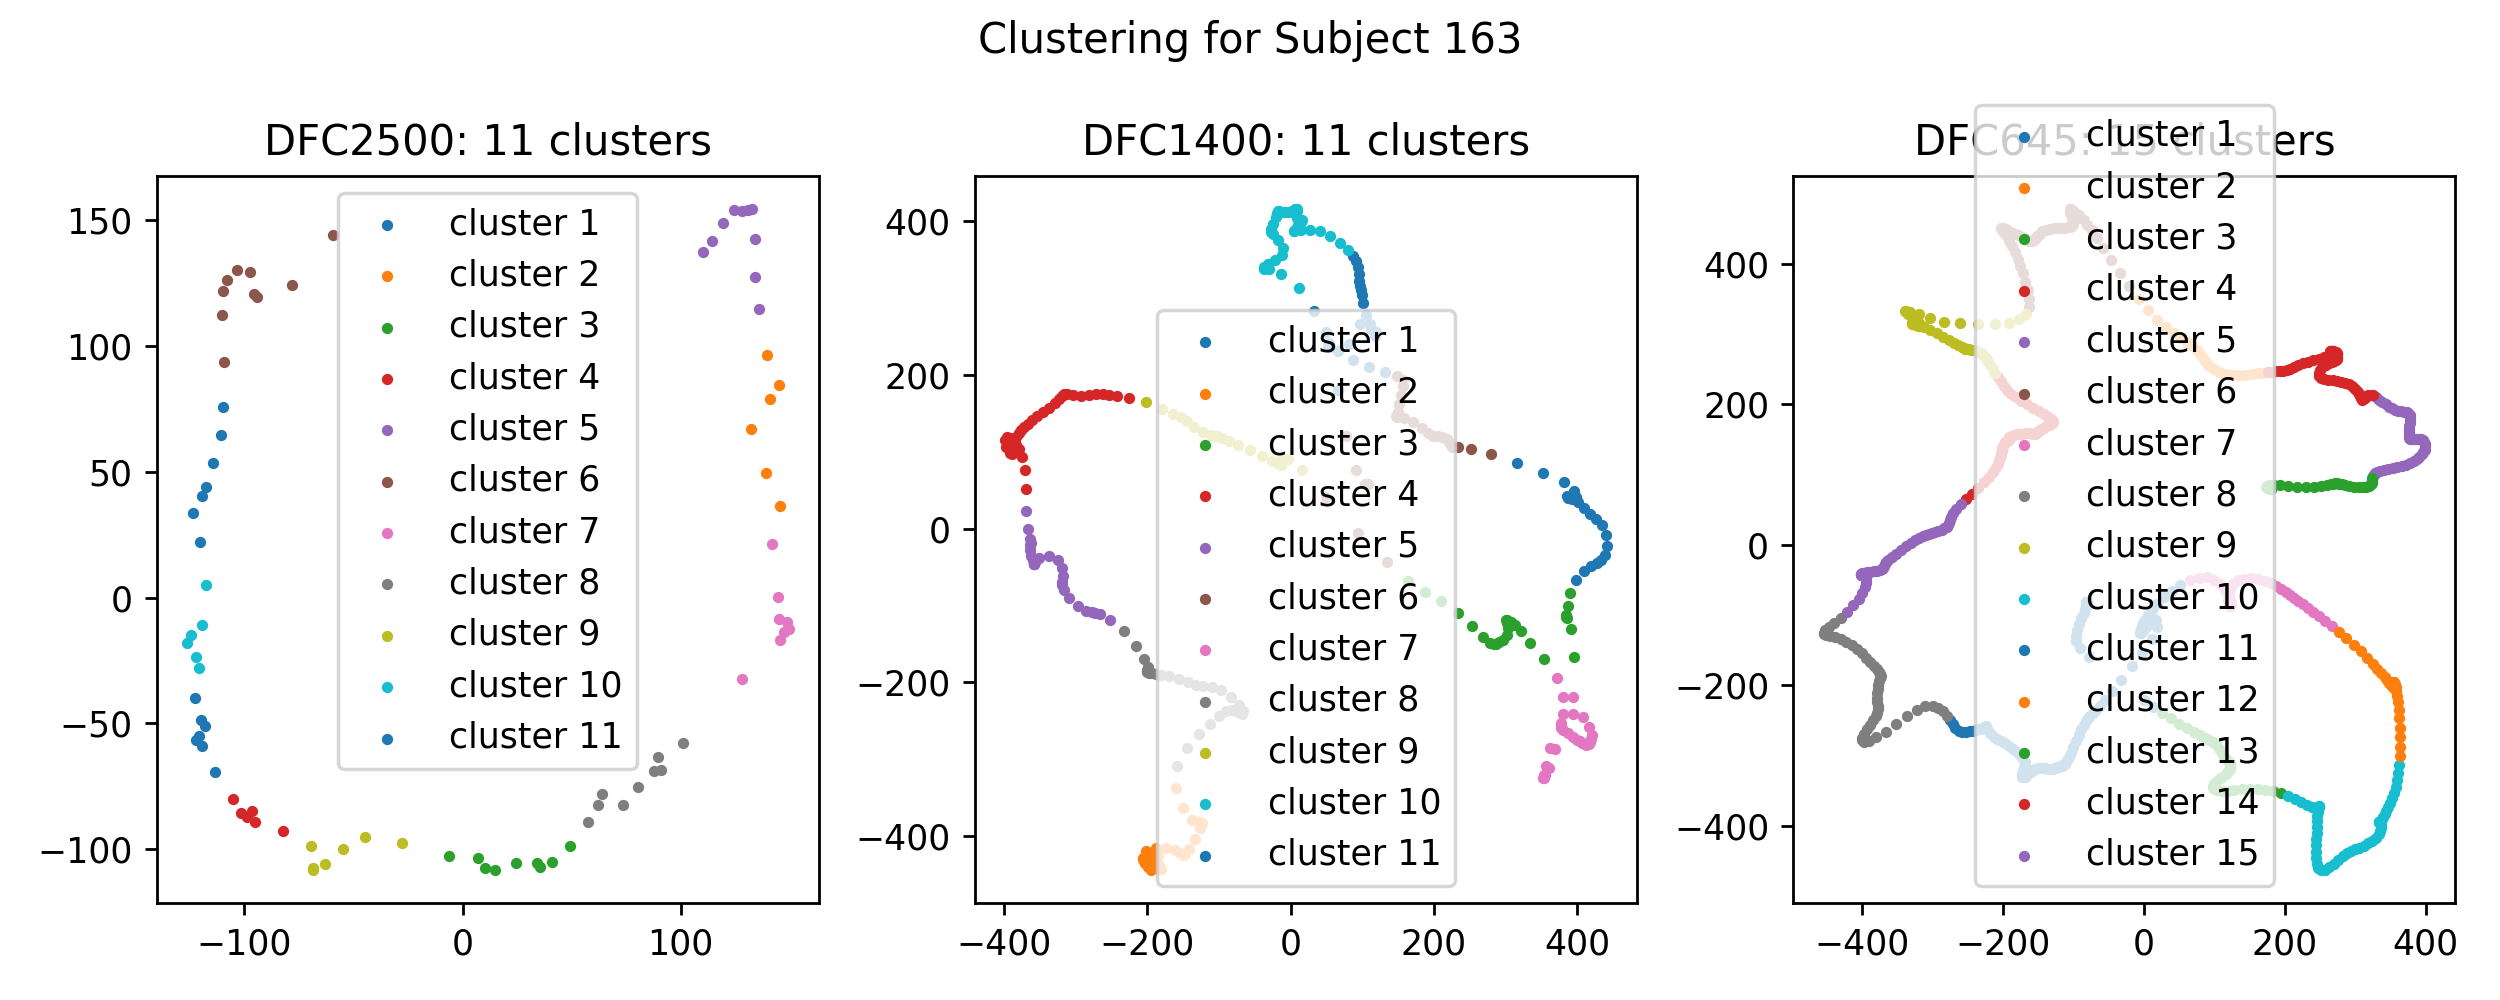 Clustering for Subject 163
DFC2500: 11 clusters
150
100
50
0
−50
−100
−100 0 100
cluster 1
cluster 2
cluster 3
cluster 4
cluster 5
cluster 6
cluster 7
cluster 8
cluster 9
cluster 10
cluster 11
DFC1400: 11 clusters
400
200
0
−200
−400
−400 −200 0 200 400
cluster 1
cluster 2
cluster 3
cluster 4
cluster 5
cluster 6
cluster 7
cluster 8
cluster 9
cluster 10
cluster 11
DFC645: 15 clusters
400
200
0
−200
−400
−400 −200 0 200 400
cluster 1
cluster 2
cluster 3
cluster 4
cluster 5
cluster 6
cluster 7
cluster 8
cluster 9
cluster 10
cluster 11
cluster 12
cluster 13
cluster 14
cluster 15